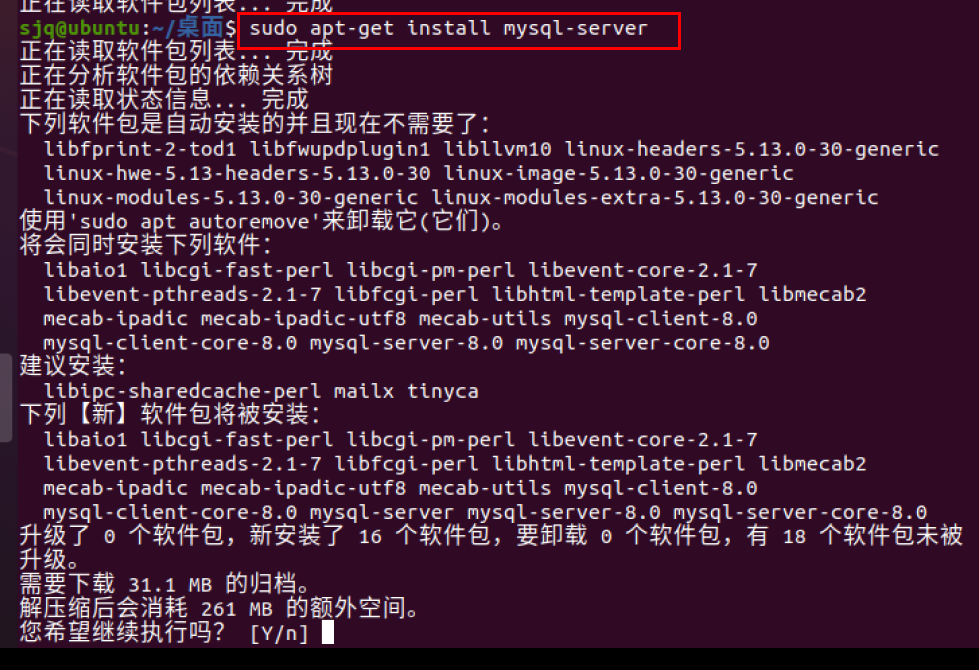 正在读取软件包列表... 完成
sjq@ubuntu:~/桌面$ sudo apt-get install mysql-server
正在读取软件包列表... 完成
正在分析软件包的依赖关系树
正在读取状态信息... 完成
下列软件包是自动安装的并且现在不需要了：
libfprint-2-tod1 libfwupdplugin1 libllvm10 linux-headers-5.13.0-30-generic
linux-hwe-5.13-headers-5.13.0-30 linux-image-5.13.0-30-generic
linux-modules-5.13.0-30-generic linux-modules-extra-5.13.0-30-generic
使用'sudo apt autoremove'来卸载它(它们)。
将会同时安装下列软件：
libaio1 libcgi-fast-perl libcgi-pm-perl libevent-core-2.1-7
libevent-pthreads-2.1-7 libfcgi-perl libhtml-template-perl libmecab2
mecab-ipadic mecab-ipadic-utf8 mecab-utils mysql-client-8.0
mysql-client-core-8.0 mysql-server-8.0 mysql-server-core-8.0
建议安装：
libipc-sharedcache-perl mailx tinyca
下列【新】软件包将被安装：
libaio1 libcgi-fast-perl libcgi-pm-perl libevent-core-2.1-7
libevent-pthreads-2.1-7 libfcgi-perl libhtml-template-perl libmecab2
mecab-ipadic mecab-ipadic-utf8 mecab-utils mysql-client-8.0
mysql-client-core-8.0 mysql-server mysql-server-8.0 mysql-server-core-8.0
升级了 0 个软件包，新安装了 16 个软件包，要卸载 0 个软件包，有 18 个软件包未被
升级。
需要下载 31.1 MB 的归档。
解压缩后会消耗 261 MB 的额外空间。
您希望继续执行吗？ [Y/n]